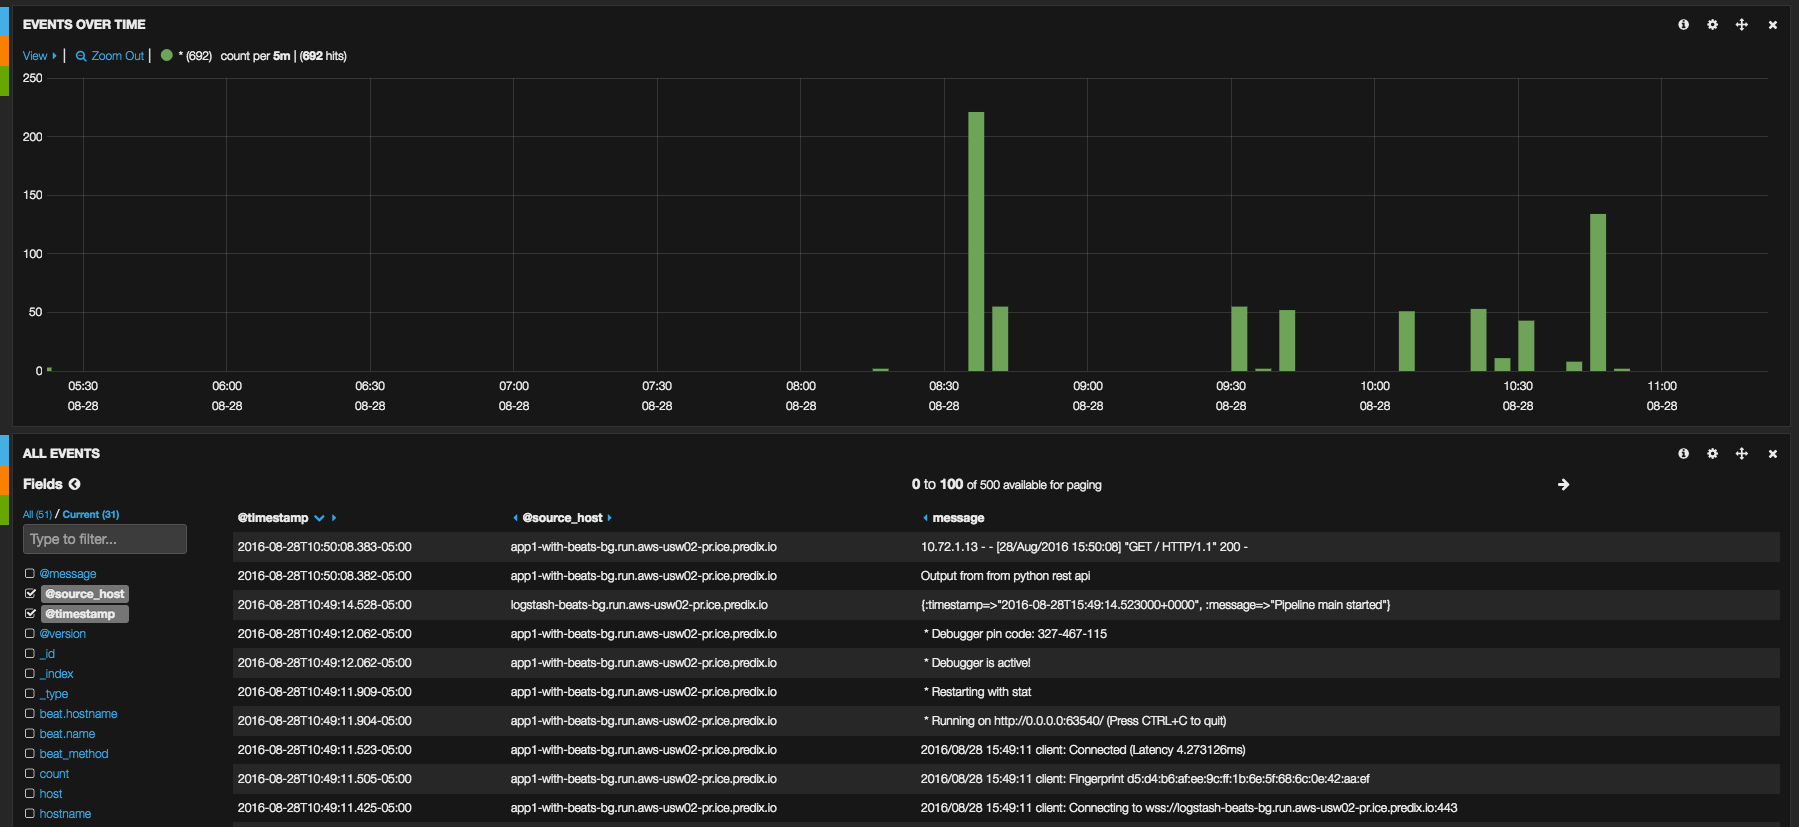 EVENTS OVER TIME
View | Zoom Out | * (692) count per 5m | (692 hits)
250
200
150
100
50
0
05:30 06:00 06:30 07:00 07:30 08:00 08:30 09:00 09:30 10:00 10:30 11:00
08-28 08-28 08-28 08-28 08-28 08-28 08-28 08-28 08-28 08-28 08-28 08-28
ALL EVENTS
Fields 0 to 100 of 500 available for paging
All (51) / Current (31)
Type to filter...
@message
@source_host
@timestamp
@version
_id
_index
_type
beat.hostname
beat.name
beat_method
count
host
hostname
@timestamp @source_host message
2016-08-28T10:50:08.383-05:00 app1-with-beats-bg.run.aws-usw02-pr.ice.predix.io 10.72.1.13 - - [28/Aug/2016 15:50:08] "GET / HTTP/1.1" 200 -
2016-08-28T10:50:08.382-05:00 app1-with-beats-bg.run.aws-usw02-pr.ice.predix.io Output from from python rest api
2016-08-28T10:49:14.528-05:00 logstash-beats-bg.run.aws-usw02-pr.ice.predix.io {:timestamp=>"2016-08-28T15:49:14.523000+0000", :message=>"Pipeline main started"}
2016-08-28T10:49:12.062-05:00 app1-with-beats-bg.run.aws-usw02-pr.ice.predix.io * Debugger pin code: 327-467-115
2016-08-28T10:49:12.062-05:00 app1-with-beats-bg.run.aws-usw02-pr.ice.predix.io * Debugger is active!
2016-08-28T10:49:11.909-05:00 app1-with-beats-bg.run.aws-usw02-pr.ice.predix.io * Restarting with stat
2016-08-28T10:49:11.904-05:00 app1-with-beats-bg.run.aws-usw02-pr.ice.predix.io * Running on http://0.0.0.0:63540/ (Press CTRL+C to quit)
2016-08-28T10:49:11.523-05:00 app1-with-beats-bg.run.aws-usw02-pr.ice.predix.io 2016/08/28 15:49:11 client: Connected (Latency 4.273126ms)
2016-08-28T10:49:11.505-05:00 app1-with-beats-bg.run.aws-usw02-pr.ice.predix.io 2016/08/28 15:49:11 client: Fingerprint d5:d4:b6:af:ee:9c:ff:1b:6e:5f:68:6c:0e:42:aa:ef
2016-08-28T10:49:11.425-05:00 app1-with-beats-bg.run.aws-usw02-pr.ice.predix.io 2016/08/28 15:49:11 client: Connecting to wss://logstash-beats-bg.run.aws-usw02-pr.ice.predix.io:443